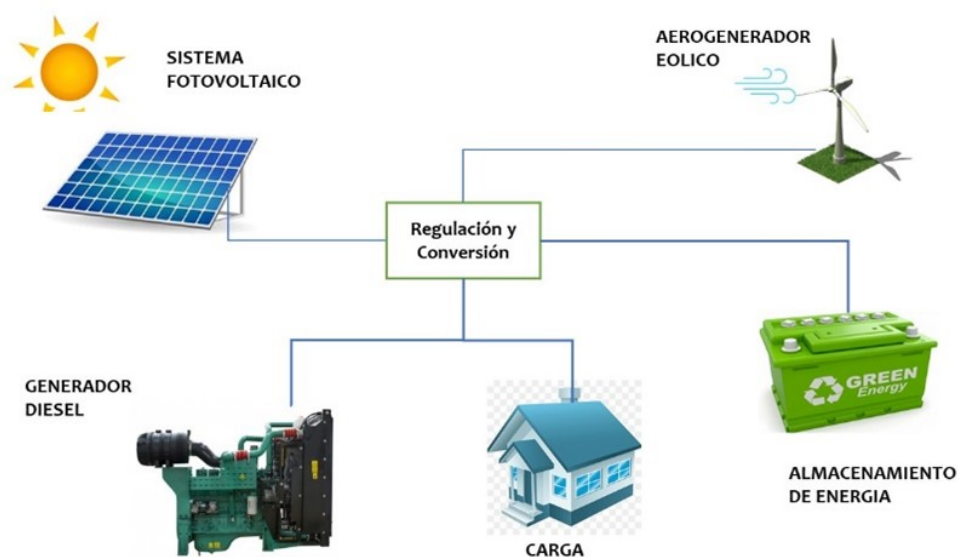 SISTEMA
FOTOVOLTAICO
AEROGENERADOR
EOLICO
Regulación y
Conversión
GENERADOR
DIESEL
GREEN
Energy
ALMACENAMIENTO
DE ENERGIA
CARGA